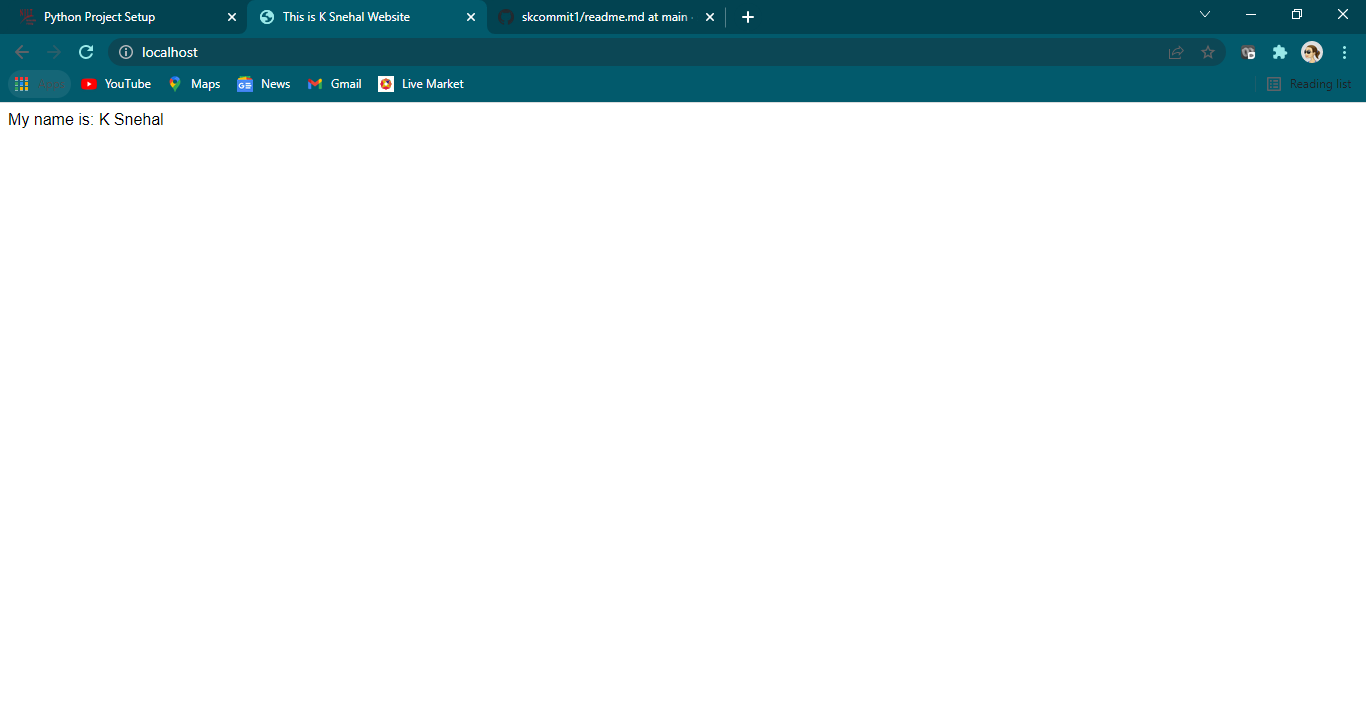 Python Project Setup
This is K Snehal Website
skcommit1/readme.md at main
localhost
Apps
YouTube
Maps
News
Gmail
Live Market
Reading list
My name is: K Snehal